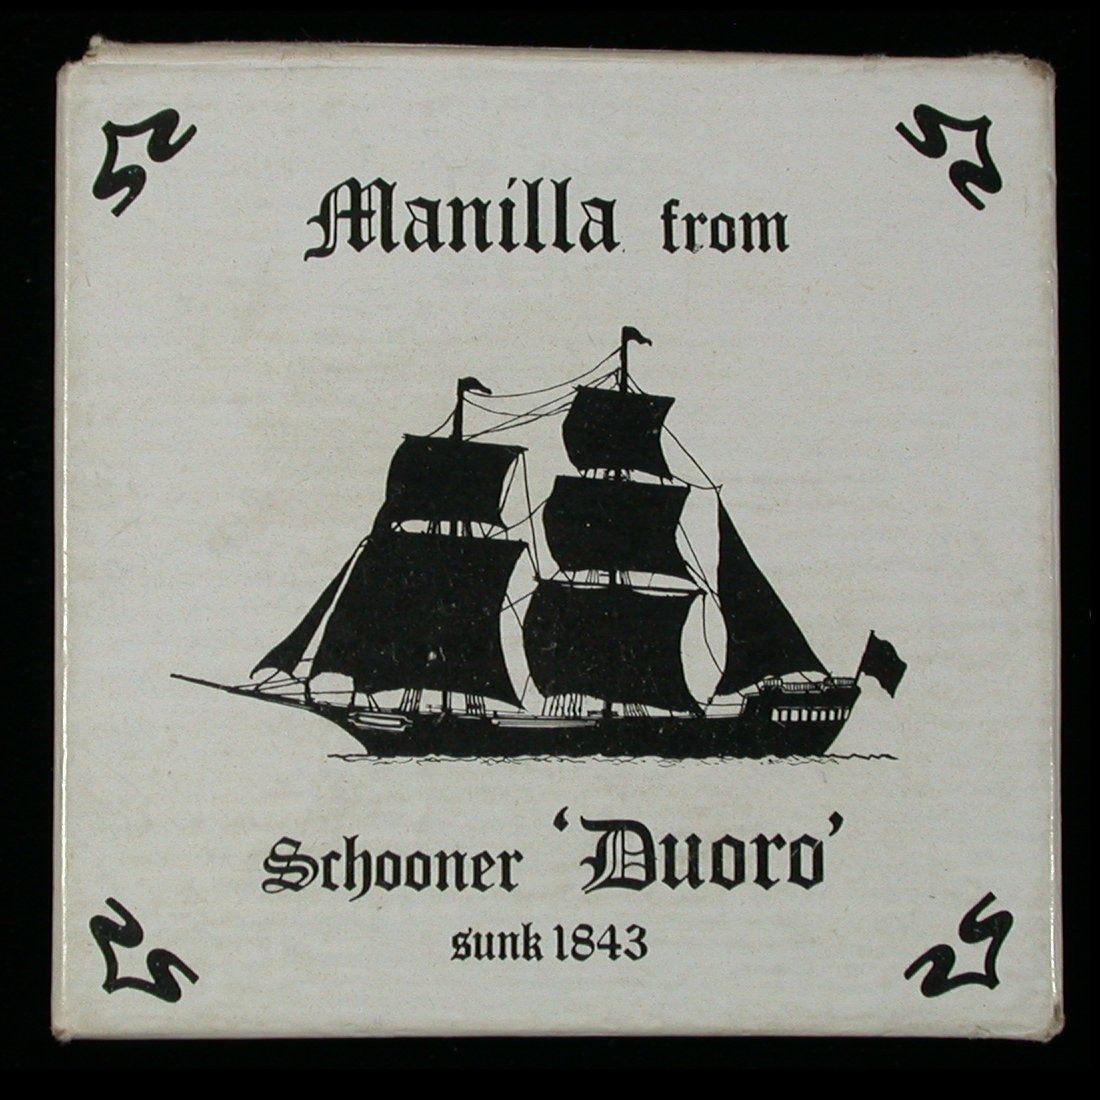 Manilla from
Schooner 'Duoro'
sunk 1843